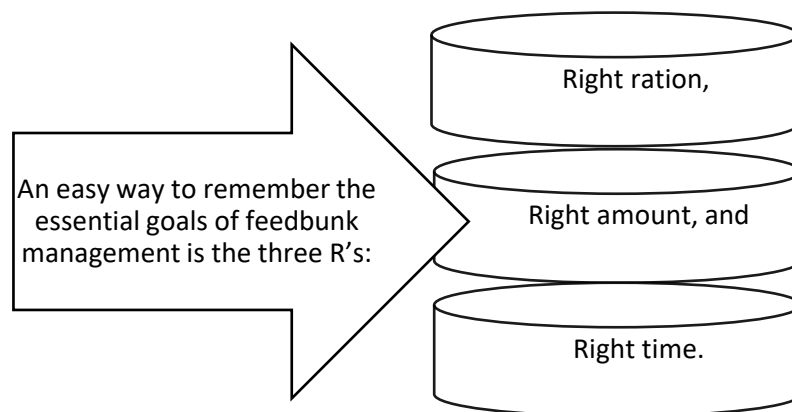 An easy way to remember the
essential goals of feedbunk
management is the three R's:
Right ration,
Right amount, and
Right time.